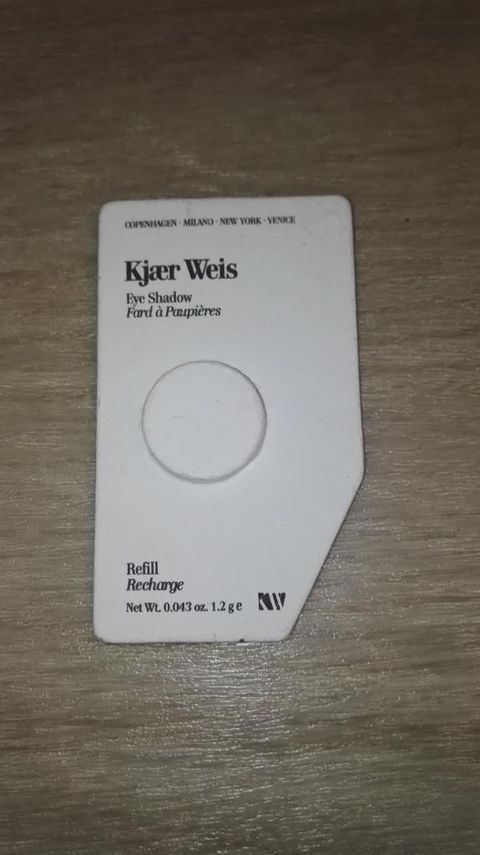 COPENHAGEN · MILANO · NEW YORK · VENICE
Kjær Weis
Eye Shadow
Fard à Paupières
Refill
Recharge
Net Wt. 0.043 oz. 1.2 g e
KW